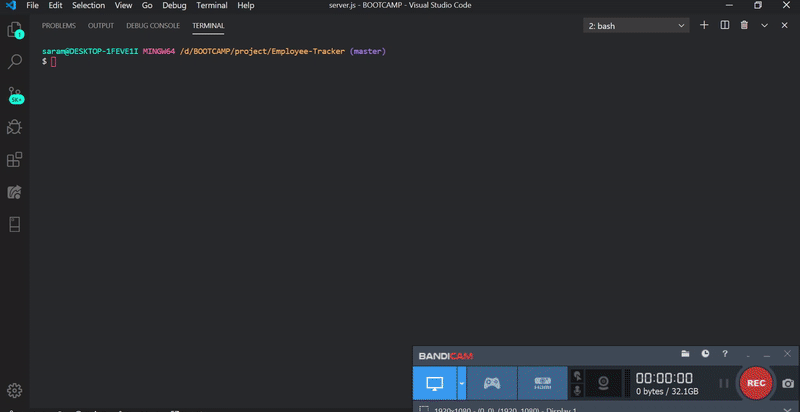 File Edit Selection View Go Debug Terminal Help server.js - BOOTCAMP - Visual Studio Code
PROBLEMS OUTPUT DEBUG CONSOLE TERMINAL 2: bash
1
saram@DESKTOP-1FEVE1I MINGW64 /d/BOOTCAMP/project/Employee-Tracker (master)
$
5K+
BANDICAM
HDMI 00:00:00 REC
0 bytes / 32.1GB
1920x1080 - (0, 0), (1920, 1080) - Display 1